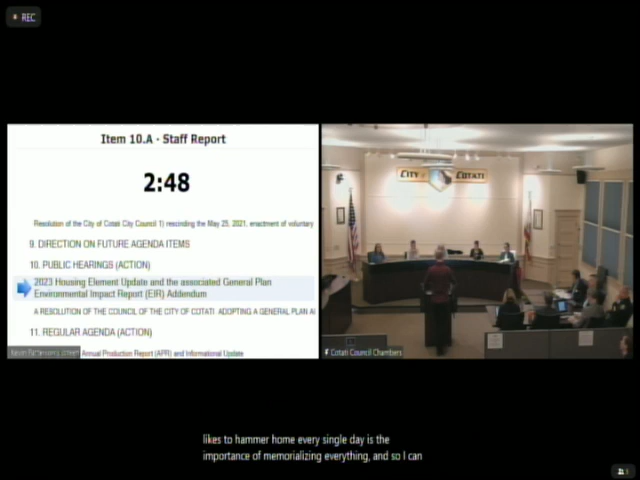 REC
Item 10.A - Staff Report
2:48
Resolution of the City of Cotati City Council 1) rescinding the May 25, 2021, enactment of voluntary
9. DIRECTION ON FUTURE AGENDA ITEMS
10. PUBLIC HEARINGS (ACTION)
2023 Housing Element Update and the associated General Plan
Environmental Impact Report (EIR) Addendum
A RESOLUTION OF THE COUNCIL OF THE CITY OF COTATI ADOPTING A GENERAL PLAN A
11. REGULAR AGENDA (ACTION)
Annual Production Report (APR) and Informational Update
CITY OF COTATI
Cotati Council Chambers
likes to hammer home every single day is the
importance of memorializing everything, and so I can